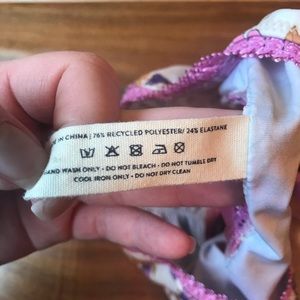 IN CHINA | 76% RECYCLED POLYESTER/ 24% ELASTANE
HAND WASH ONLY - DO NOT BLEACH - DO NOT TUMBLE DRY
COOL IRON ONLY - DO NOT DRY CLEAN